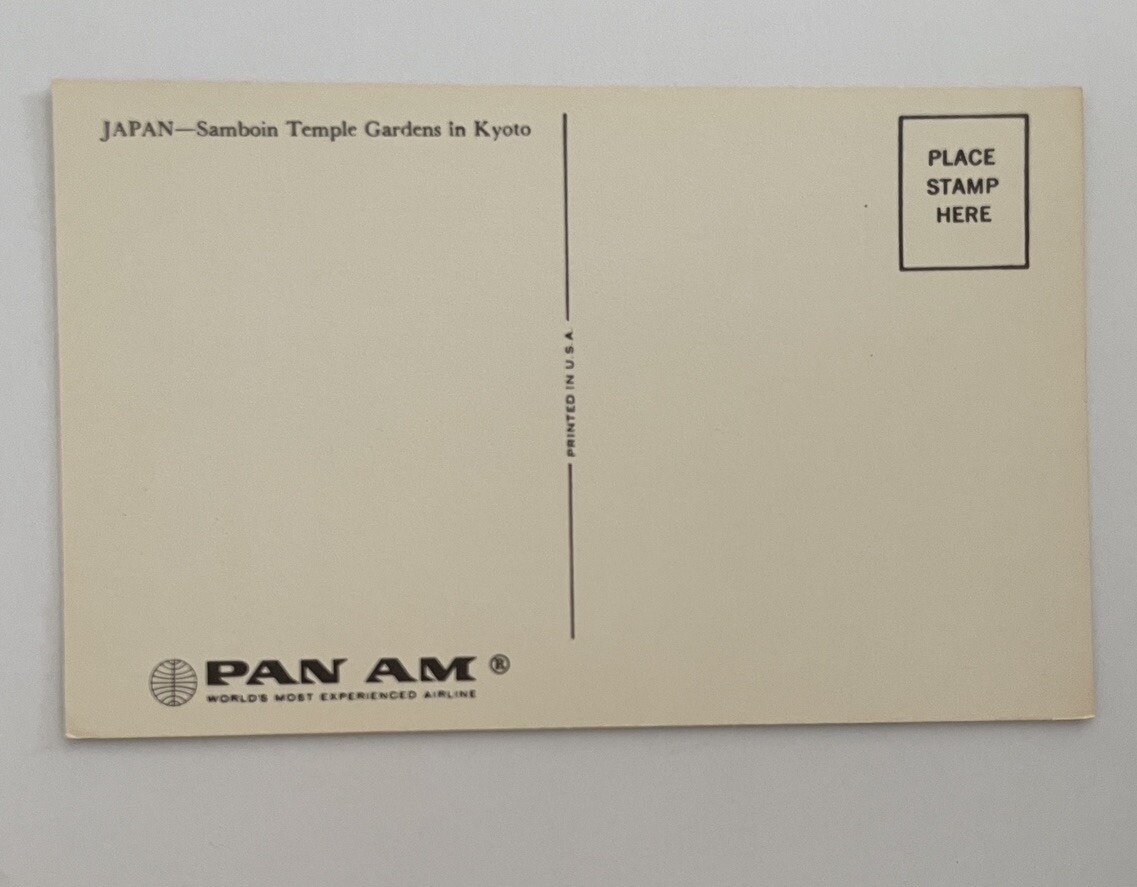 JAPAN—Samboin Temple Gardens in Kyoto
PRINTED IN U.S.A.
PLACE
STAMP
HERE
PAN AM ®
WORLD'S MOST EXPERIENCED AIRLINE